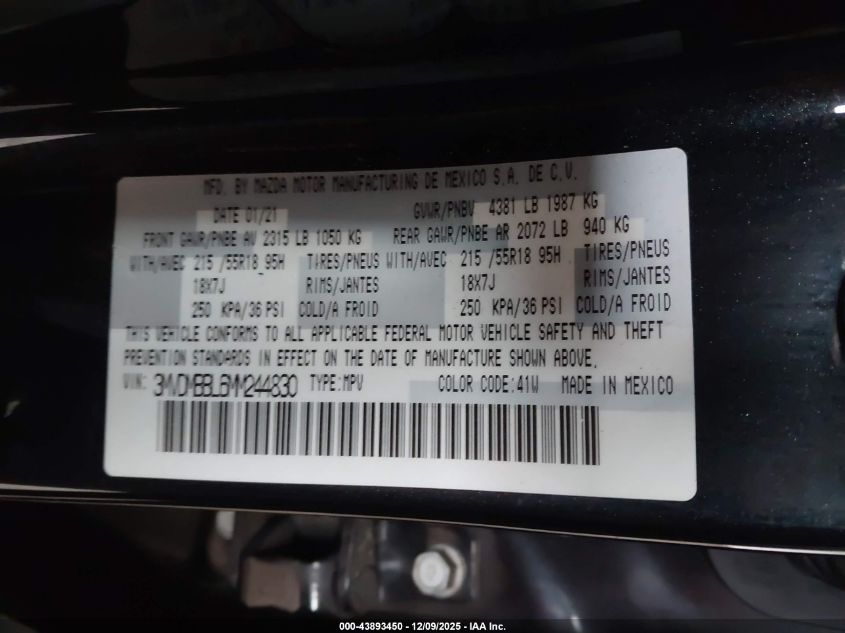 MFD. BY MAZDA MOTOR MANUFACTURING DE MEXICO S.A. DE C.V.
DATE 01/21 GVWR/PNBV 4381 LB 1987 KG
FRONT GAWR/PNBE AV 2315 LB 1050 KG REAR GAWR/PNBE AR 2072 LB 940 KG
WITH/AVEC 215 /55R18 95H TIRES/PNEUS WITH/AVEC 215 /55R18 95H TIRES/PNEUS
18X7J RIMS/JANTES 18X7J RIMS/JANTES
250 KPA/36 PSI COLD/A FROID 250 KPA/36 PSI COLD/A FROID
THIS VEHICLE CONFORMS TO ALL APPLICABLE FEDERAL MOTOR VEHICLE SAFETY AND THEFT
PREVENTION STANDARDS IN EFFECT ON THE DATE OF MANUFACTURE SHOWN ABOVE.
VIN: 3MVDMBBL6MM244830 TYPE:MPV COLOR CODE:41W MADE IN MEXICO
000-43893450 - 12/09/2025 - IAA Inc.